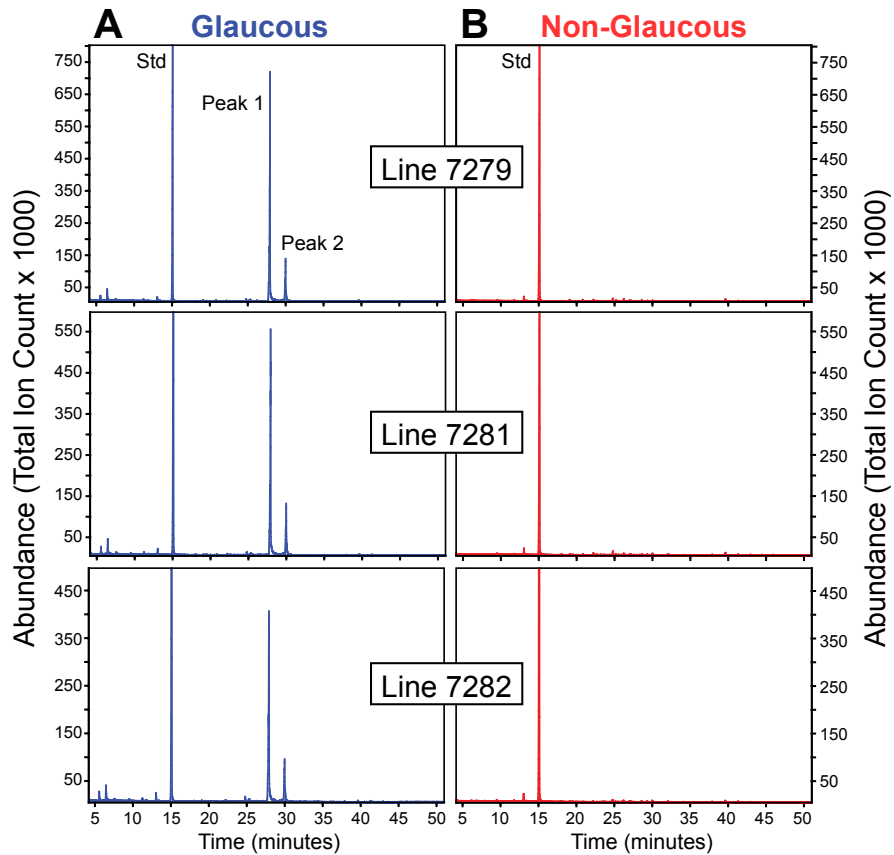 A Glaucous
B Non-Glaucous
Abundance (Total Ion Count x 1000)
Abundance (Total Ion Count x 1000)
750
650
550
450
350
250
150
50
Std
Peak 1
Peak 2
Std
750
650
550
450
350
250
150
50
Line 7279
550
450
350
250
150
50
550
450
350
250
150
50
Line 7281
450
350
250
150
50
450
350
250
150
50
Line 7282
5 10 15 20 25 30 35 40 45 50
5 10 15 20 25 30 35 40 45 50
Time (minutes)
Time (minutes)